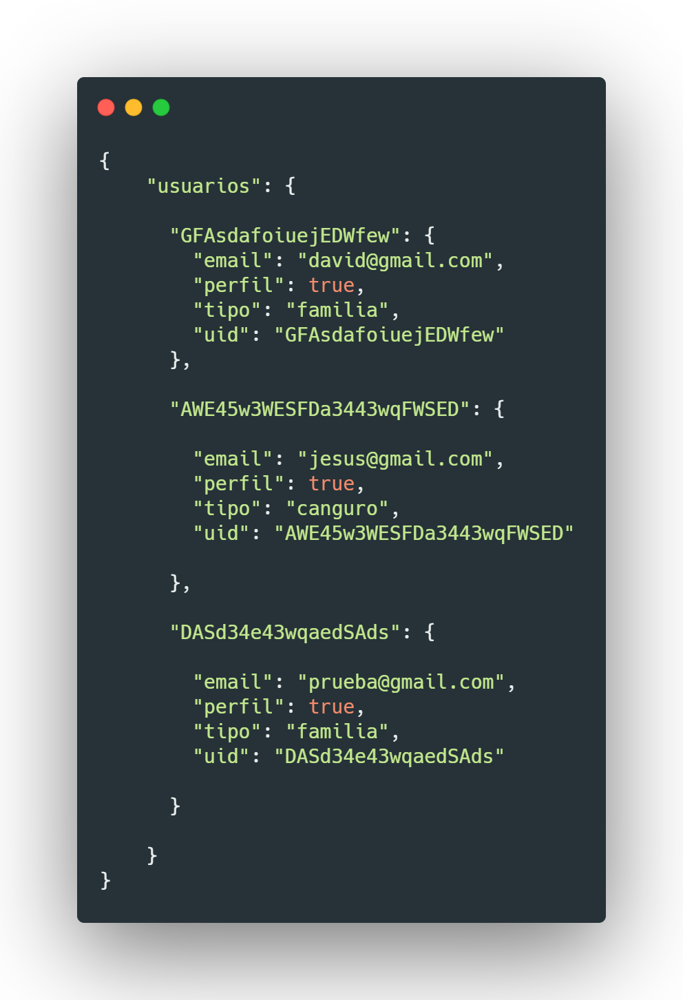 {
    "usuarios": {

      "GFAsdafoiuejEDWfew": {
        "email": "david@gmail.com",
        "perfil": true,
        "tipo": "familia",
        "uid": "GFAsdafoiuejEDWfew"
      },

      "AWE45w3WESFDa3443wqFWSED": {

        "email": "jesus@gmail.com",
        "perfil": true,
        "tipo": "canguro",
        "uid": "AWE45w3WESFDa3443wqFWSED"

      },

      "DASd34e43wqaedSAds": {

        "email": "prueba@gmail.com",
        "perfil": true,
        "tipo": "familia",
        "uid": "DASd34e43wqaedSAds"

      }

    }
}